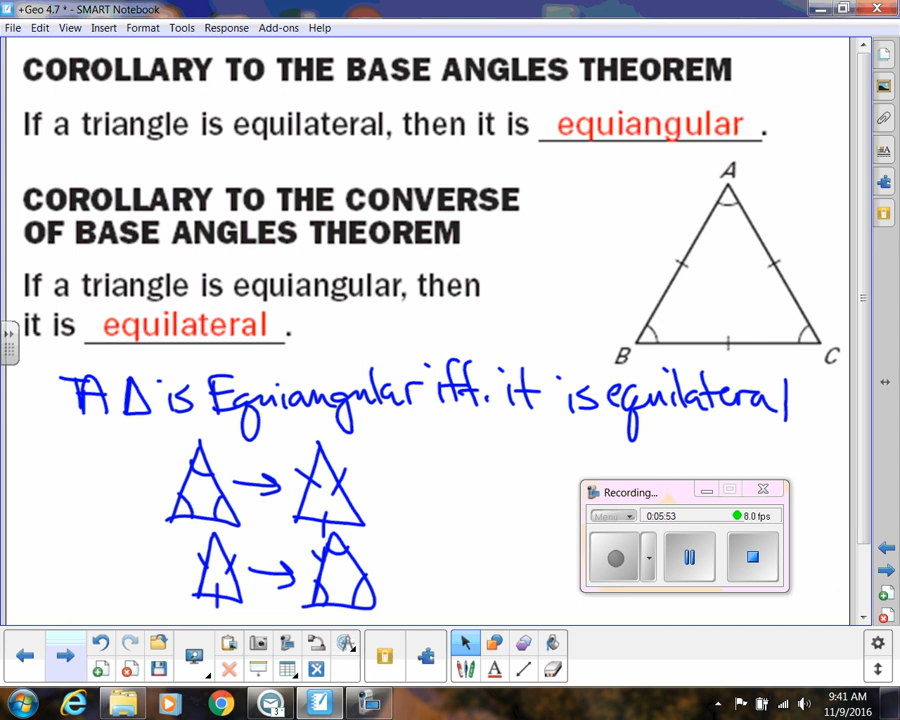 +Geo 4.7 * - SMART Notebook
File Edit View Insert Format Tools Response Add-ons Help
COROLLARY TO THE BASE ANGLES THEOREM
If a triangle is equilateral, then it is equiangular.
A
COROLLARY TO THE CONVERSE
OF BASE ANGLES THEOREM
If a triangle is equiangular, then
it is equilateral.
B C
A Δ is Equiangular iff. it is equilateral
Recording...
Menu 0:05:53 8.0 fps
9:41 AM
11/9/2016